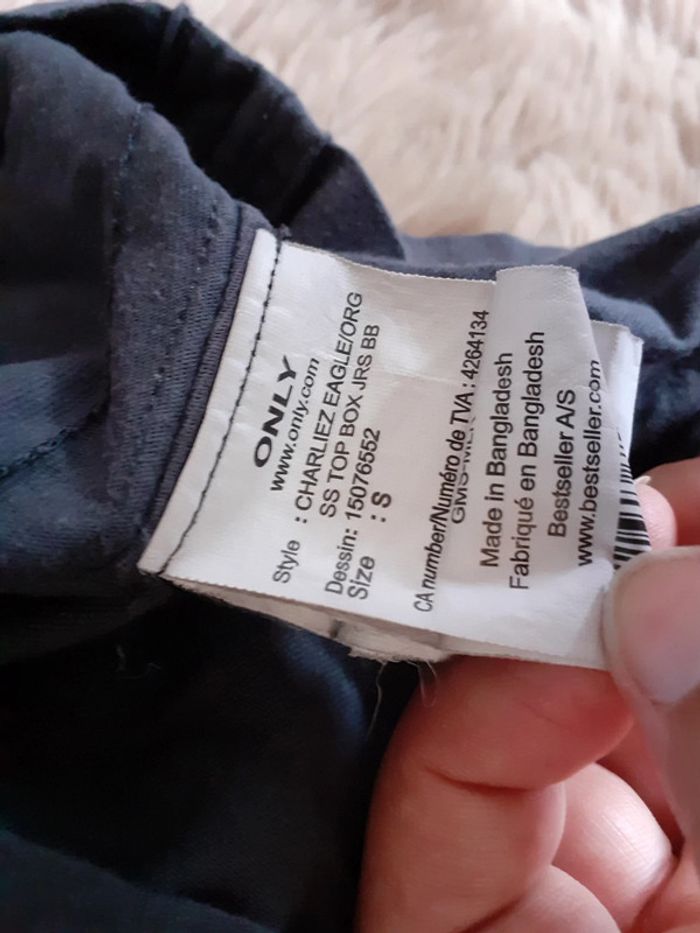 ONLY
www.only.com
Style : CHARLIEZ EAGLE/ORG
SS TOP BOX JRS BB
Dessin: 15076552
Size : S
CA number/Numéro de TVA: 4264134
Made in Bangladesh
Fabriqué en Bangladesh
Bestseller A/S
www.bestseller.com